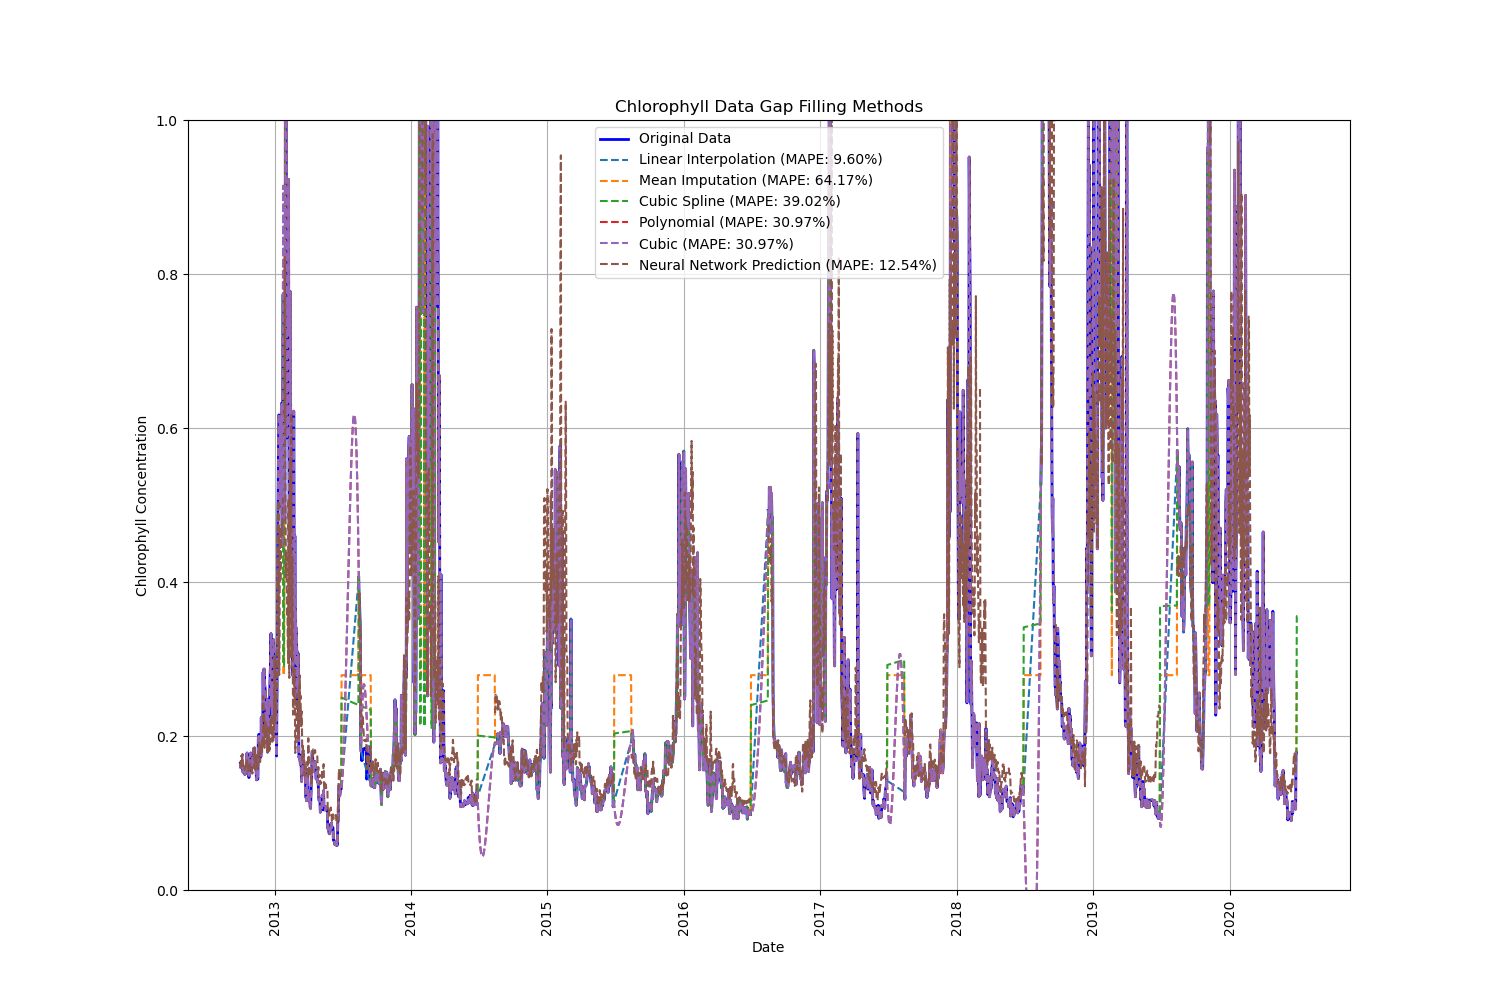 Chlorophyll Data Gap Filling Methods
1.0
0.8
0.6
0.4
0.2
0.0
Chlorophyll Concentration
Original Data
Linear Interpolation (MAPE: 9.60%)
Mean Imputation (MAPE: 64.17%)
Cubic Spline (MAPE: 39.02%)
Polynomial (MAPE: 30.97%)
Cubic (MAPE: 30.97%)
Neural Network Prediction (MAPE: 12.54%)
2013
2014
2015
2016
2017
2018
2019
2020
Date